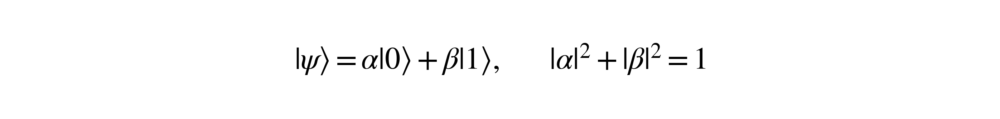 |ψ⟩ = α|0⟩ + β|1⟩, |α|² + |β|² = 1